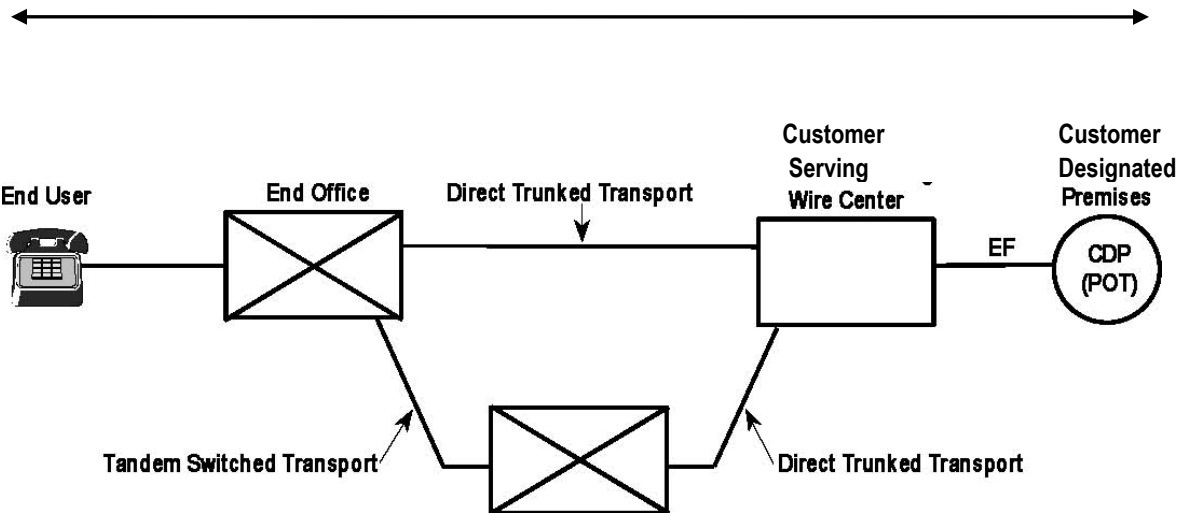 Customer
Serving
Wire Center
Customer
Designated
Premises
End User
End Office
Direct Trunked Transport
EF
CDP
(POT)
Tandem Switched Transport
Direct Trunked Transport